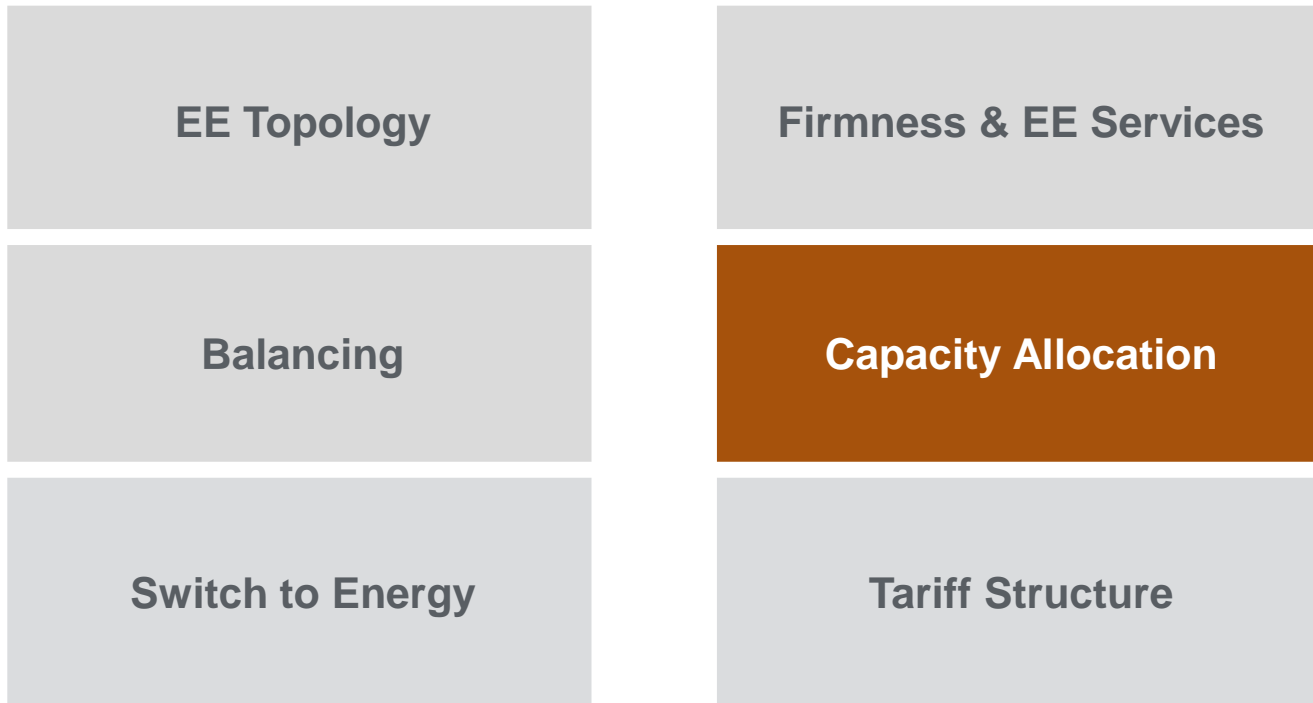 EE Topology
Firmness & EE Services
Balancing
Capacity Allocation
Switch to Energy
Tariff Structure